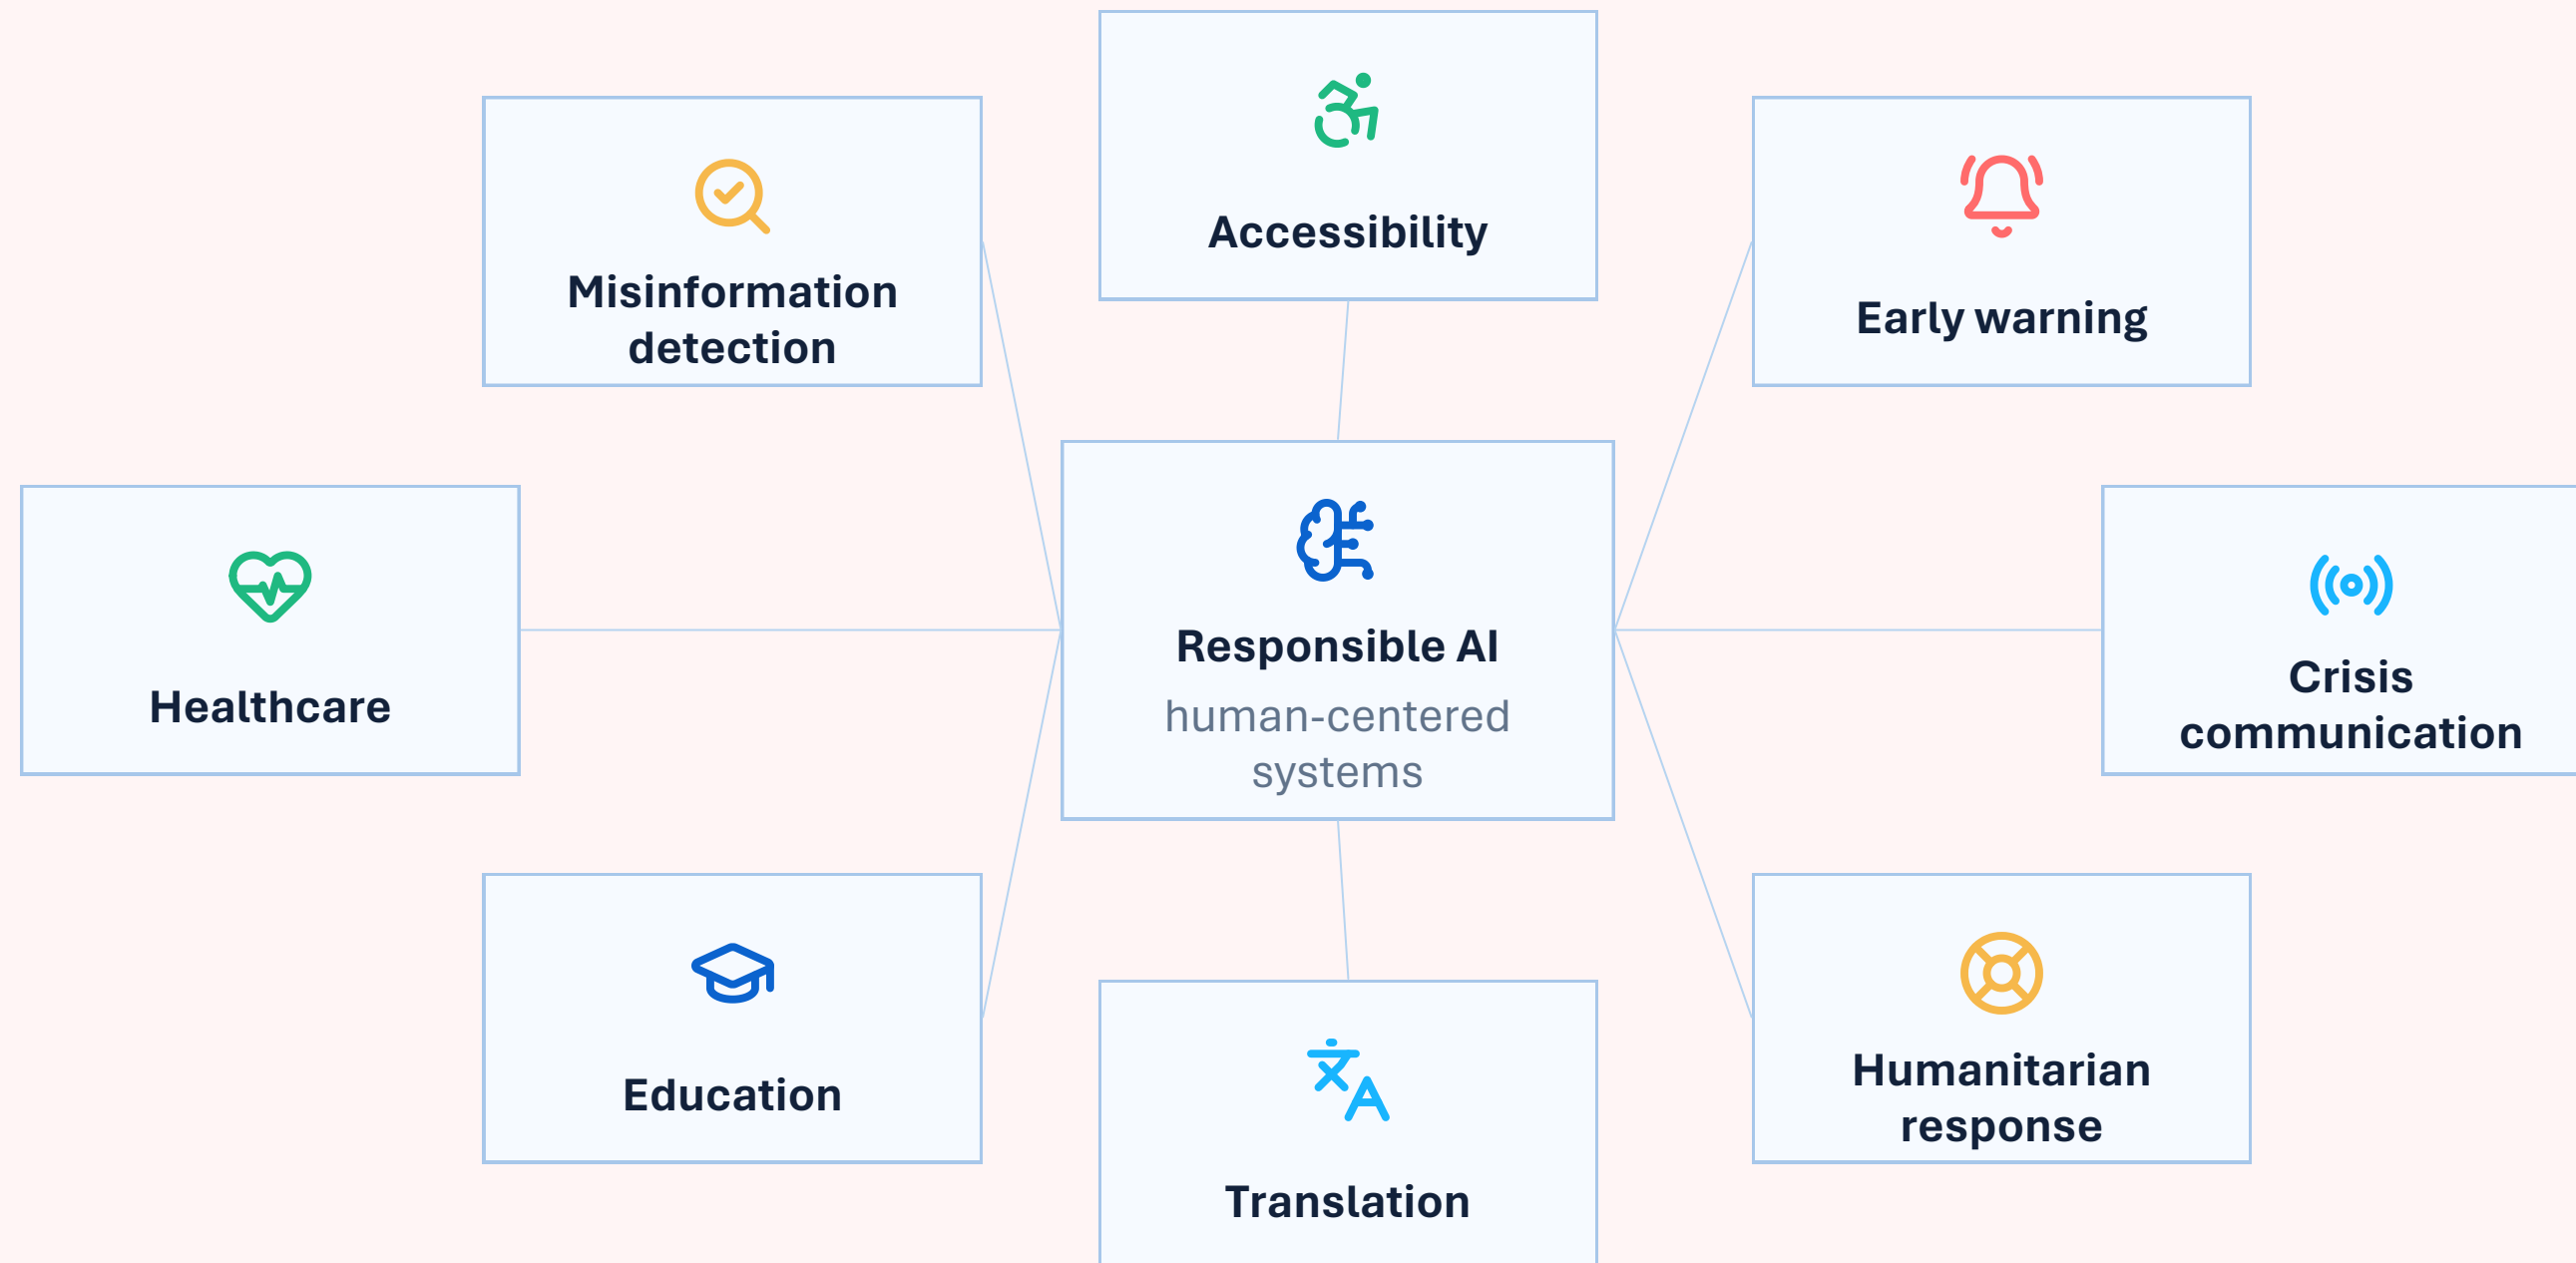 Accessibility
Misinformation
detection
Early warning
Healthcare
Responsible AI
human-centered
systems
Crisis
communication
Education
Humanitarian
response
Translation